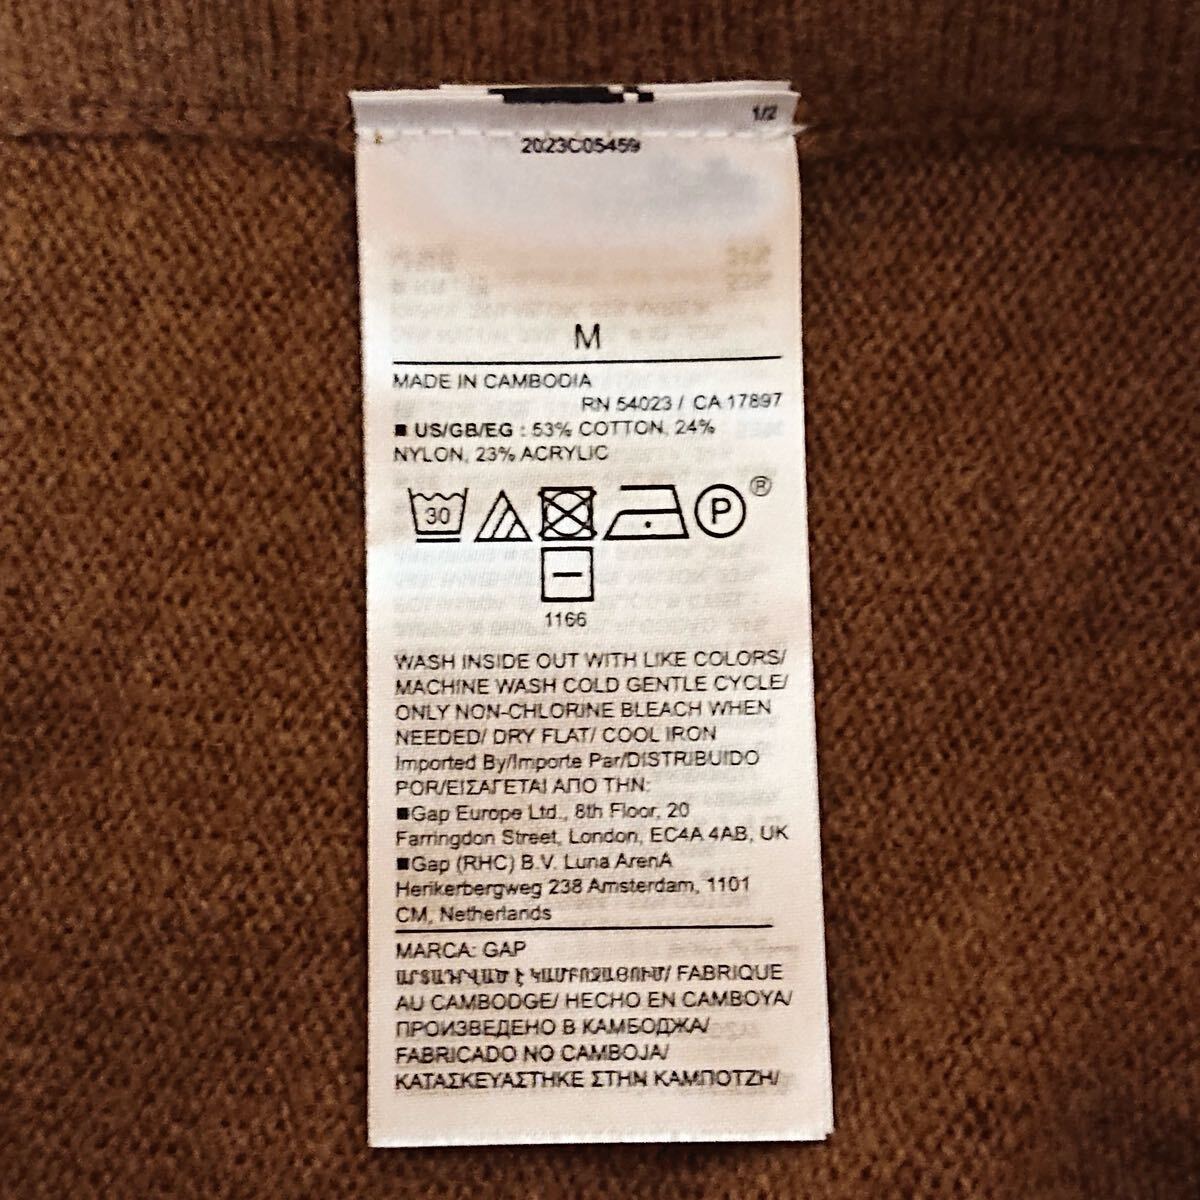 1/2
2023C05459
M
MADE IN CAMBODIA
RN 54023 / CA 17897
■ US/GB/EG : 53% COTTON, 24%
NYLON, 23% ACRYLIC
30
P ®
1166
WASH INSIDE OUT WITH LIKE COLORS/
MACHINE WASH COLD GENTLE CYCLE/
ONLY NON-CHLORINE BLEACH WHEN
NEEDED/ DRY FLAT/ COOL IRON
Imported By/Importe Par/DISTRIBUIDO
POR/ΕΙΣΑΓΕΤΑΙ ΑΠΟ ΤΗΝ:
■Gap Europe Ltd., 8th Floor, 20
Farringdon Street, London, EC4A 4AB, UK
■Gap (RHC) B.V. Luna ArenA
Herikerbergweg 238 Amsterdam, 1101
CM, Netherlands
MARCA: GAP
ԱՐՏԱԴՐՎԱԾ Է ԿԱՄԲՈՋԱՅՈՒՄ/ FABRIQUE
AU CAMBODGE/ HECHO EN CAMBOYA/
ПРОИЗВЕДЕНО В КАМБОДЖА/
FABRICADO NO CAMBOJA/
ΚΑΤΑΣΚΕΥΑΣΤΗΚΕ ΣΤΗΝ ΚΑΜΠΟΤΖΗ/